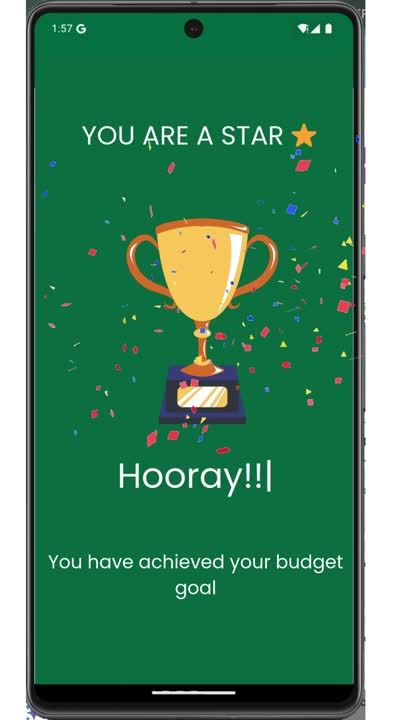 1:57 G
YOU ARE A STAR ⭐
Hooray!!|
You have achieved your budget
goal